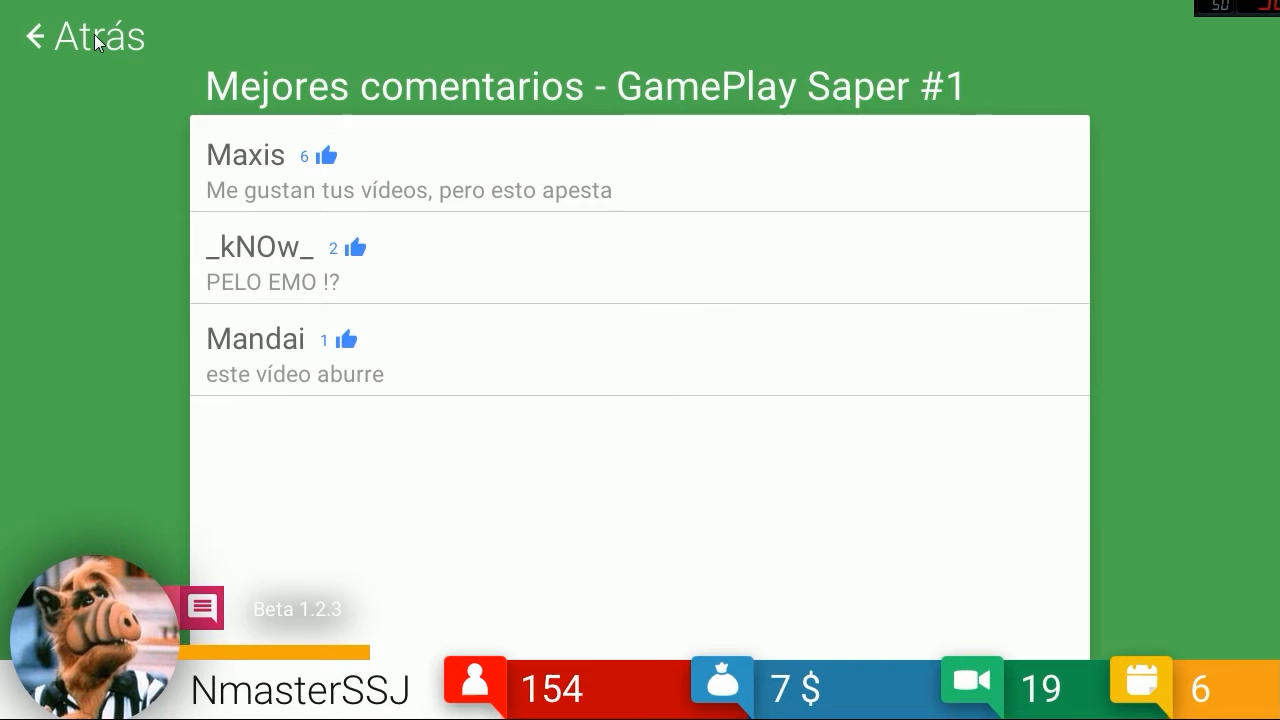 Atrás
Mejores comentarios - GamePlay Saper #1
Maxis 6
Me gustan tus vídeos, pero esto apesta
_kNOw_ 2
PELO EMO !?
Mandai 1
este vídeo aburre
Beta 1.2.3
NmasterSSJ 154 7 $ 19 6